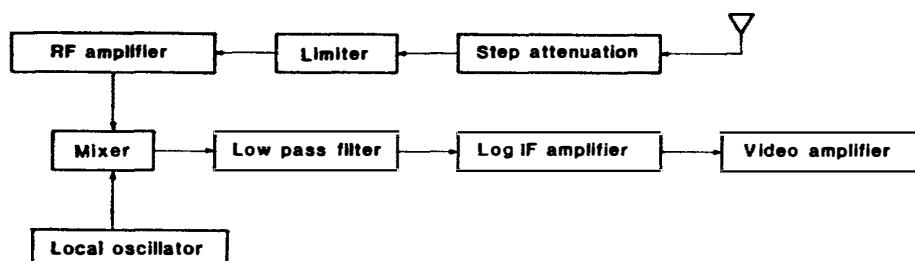 RF amplifier
Limiter
Step attenuation
Mixer
Low pass filter
Log IF amplifier
Video amplifier
Local oscillator